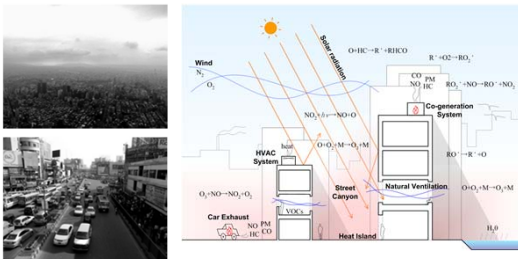 Solar radiation
O+HC→R˙+RHCO
R˙+O2→RO₂˙
Wind
N₂
O₂
CO
NO PM
HC
RO₂˙+NO→RO˙+NO₂
Co-generation
System
NO₂+hv→NO+O
heat
HVAC
System
O+O₂+M→O₃+M
RO˙→R˙+O
O₃+NO→NO₂+O₂
Street
Canyon
Natural Ventilation
O+O₂+M→O₃+M
VOCs
Car Exhaust
NO PM
HC CO
Heat Island
H₂0